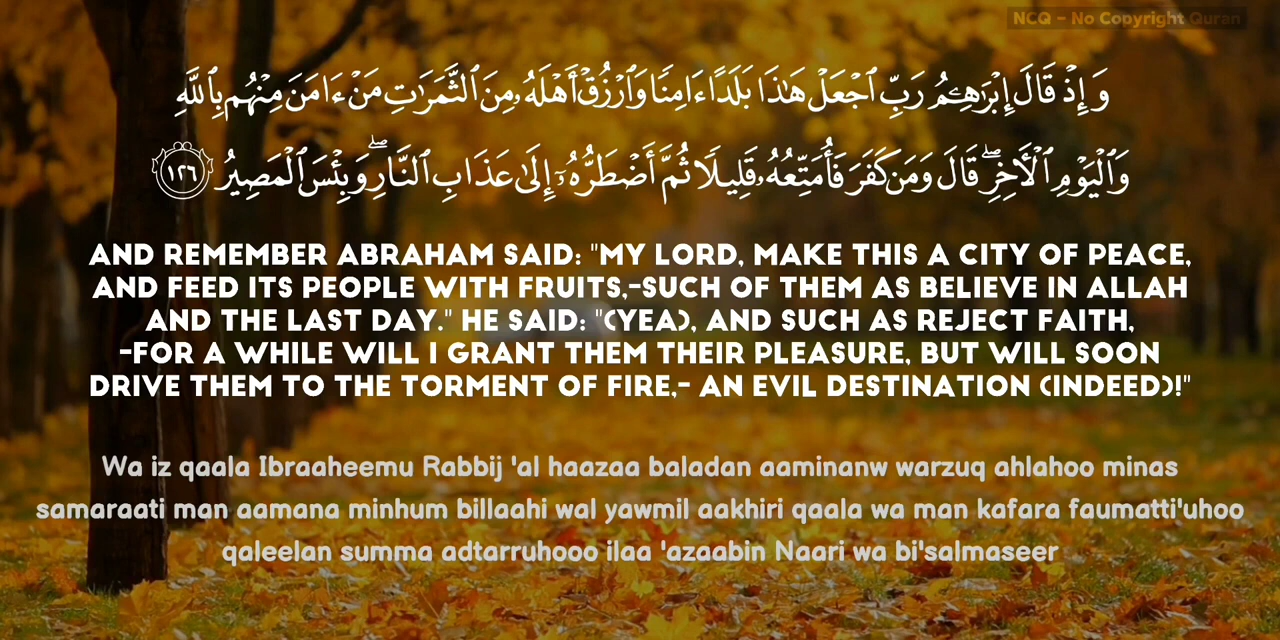 NCQ - No Copyright Quran
وَإِذْ قَالَ إِبْرَٰهِـۧمُ رَبِّ ٱجْعَلْ هَٰذَا بَلَدًا ءَامِنًا وَٱرْزُقْ أَهْلَهُۥ مِنَ ٱلثَّمَرَٰتِ مَنْ ءَامَنَ مِنْهُم بِٱللَّهِ
وَٱلْيَوْمِ ٱلْـَٔاخِرِ ۖ قَالَ وَمَن كَفَرَ فَأُمَتِّعُهُۥ قَلِيلًا ثُمَّ أَضْطَرُّهُۥٓ إِلَىٰ عَذَابِ ٱلنَّارِ ۖ وَبِئْسَ ٱلْمَصِيرُ ١٢٦
AND REMEMBER ABRAHAM SAID: "MY LORD, MAKE THIS A CITY OF PEACE,
AND FEED ITS PEOPLE WITH FRUITS,-SUCH OF THEM AS BELIEVE IN ALLAH
AND THE LAST DAY." HE SAID: "(YEA), AND SUCH AS REJECT FAITH,
-FOR A WHILE WILL I GRANT THEM THEIR PLEASURE, BUT WILL SOON
DRIVE THEM TO THE TORMENT OF FIRE,- AN EVIL DESTINATION (INDEED)!"
Wa iz qaala Ibraaheemu Rabbij 'al haazaa baladan aaminanw warzuq ahlahoo minas
samaraati man aamana minhum billaahi wal yawmil aakhiri qaala wa man kafara faumatti'uhoo
qaleelan summa adtarruhooo ilaa 'azaabin Naari wa bi'salmaseer